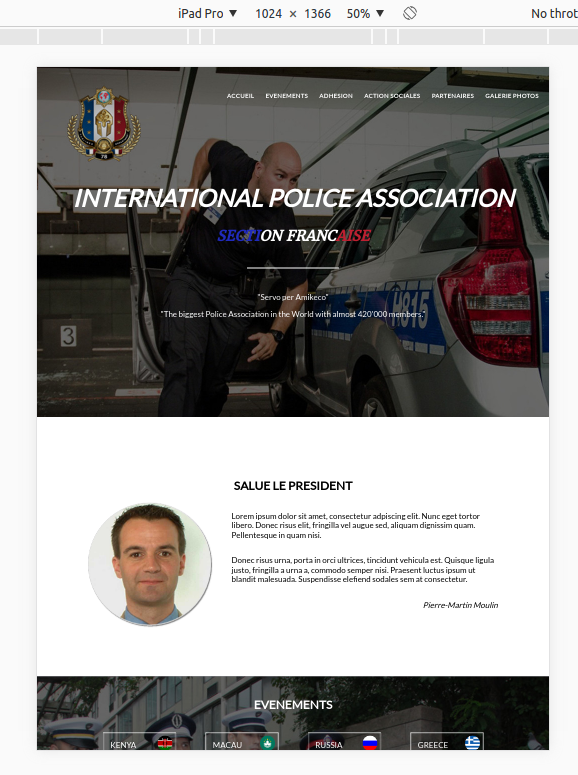 iPad Pro ▼ 1024 × 1366 50% ▼ No throt
ACCUEIL EVENEMENTS ADHESION ACTION SOCIALES PARTENAIRES GALERIE PHOTOS
INTERNATIONAL POLICE ASSOCIATION
SECTION FRANCAISE
"Servo per Amikeco"
"The biggest Police Association in the World with almost 420'000 members."
H815
3
SALUE LE PRESIDENT
Lorem ipsum dolor sit amet, consectetur adipiscing elit. Nunc eget tortor
libero. Donec risus elit, fringilla vel augue sed, aliquam dignissim quam.
Pellentesque in quam nisi.
Donec risus urna, porta in orci ultrices, tincidunt vehicula est. Quisque ligula
justo, fringilla a urna a, commodo semper nisi. Praesent luctus ipsum ut
blandit malesuada. Suspendisse elefiend sodales sem at consectetur.
Pierre-Martin Moulin
EVENEMENTS
KENYA MACAU RUSSIA GREECE